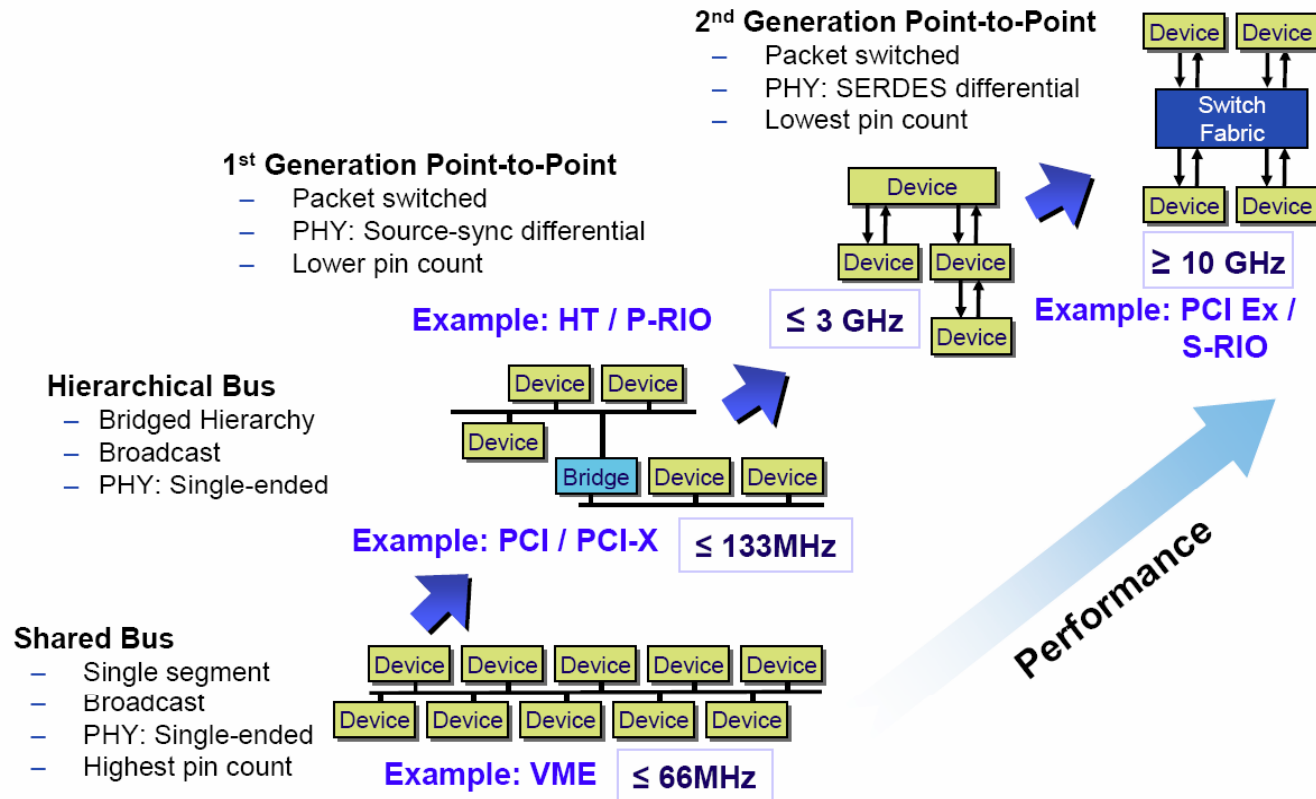 2nd Generation Point-to-Point
– Packet switched
– PHY: SERDES differential
– Lowest pin count
Device Device
Switch
Fabric
Device Device
≥ 10 GHz
Example: PCI Ex /
S-RIO
1st Generation Point-to-Point
– Packet switched
– PHY: Source-sync differential
– Lower pin count
Device
Device Device
Device
≤ 3 GHz
Example: HT / P-RIO
Hierarchical Bus
– Bridged Hierarchy
– Broadcast
– PHY: Single-ended
Device Device
Device
Bridge Device Device
Example: PCI / PCI-X ≤ 133MHz
Shared Bus
– Single segment
– Broadcast
– PHY: Single-ended
– Highest pin count
Device Device Device Device Device
Device Device Device Device Device
Example: VME ≤ 66MHz
Performance